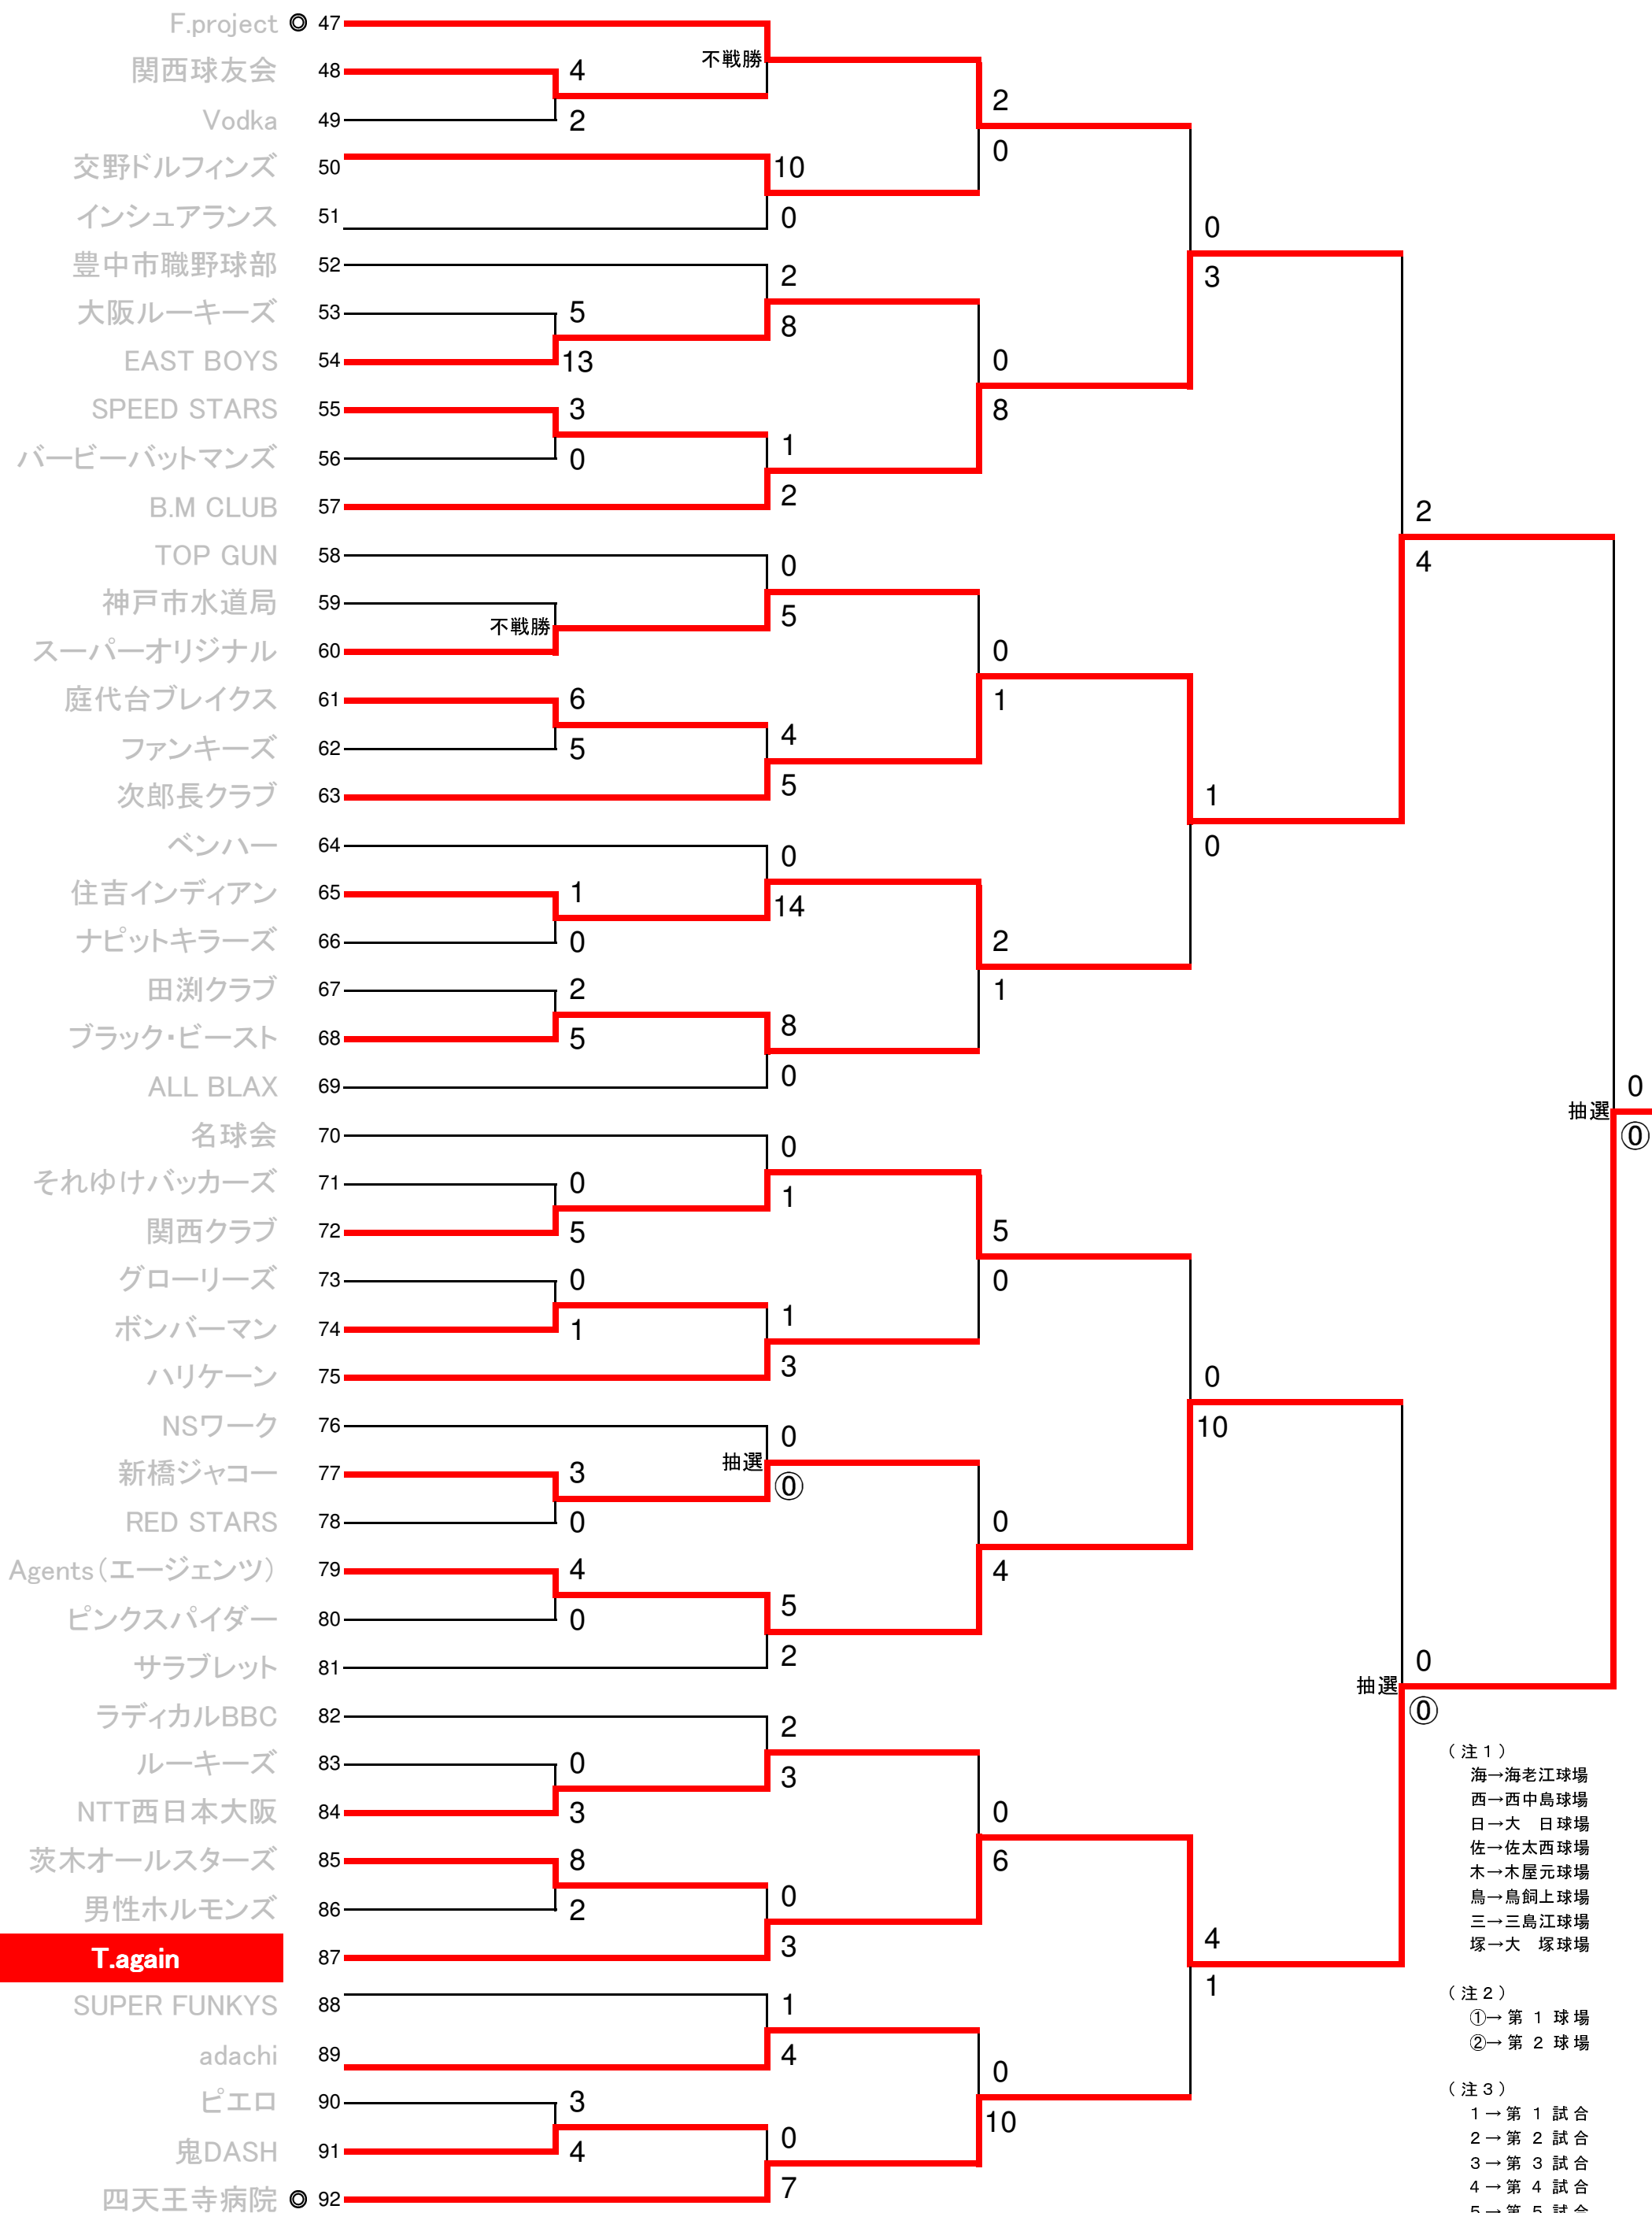 F.project ◎ 47
関西球友会 48
Vodka 49
交野ドルフィンズ 50
インシュアランス 51
豊中市職野球部 52
大阪ルーキーズ 53
EAST BOYS 54
SPEED STARS 55
バービーバットマンズ 56
B.M CLUB 57
TOP GUN 58
神戸市水道局 59
スーパーオリジナル 60
庭代台ブレイクス 61
ファンキーズ 62
次郎長クラブ 63
ベンハー 64
住吉インディアン 65
ナピットキラーズ 66
田渕クラブ 67
ブラック・ビースト 68
ALL BLAX 69
名球会 70
それゆけバッカーズ 71
関西クラブ 72
グローリーズ 73
ボンバーマン 74
ハリケーン 75
NSワーク 76
新橋ジャコー 77
RED STARS 78
Agents（エージェンツ） 79
ピンクスパイダー 80
サラブレット 81
ラディカルBBC 82
ルーキーズ 83
NTT西日本大阪 84
茨木オールスターズ 85
男性ホルモンズ 86
T.again 87
SUPER FUNKYS 88
adachi 89
ピエロ 90
鬼DASH 91
四天王寺病院 ◎ 92
4
2
5
13
3
0
不戦勝
6
5
1
0
2
5
0
5
0
1
3
0
4
0
0
3
8
2
3
4
不戦勝
10
0
2
8
1
2
0
5
4
5
0
14
8
0
0
1
1
3
抽選
0
⓪
5
2
2
3
0
3
1
4
0
7
2
0
0
8
0
1
2
1
5
0
0
4
0
6
0
10
0
3
1
0
0
10
4
1
2
4
抽選
0
⓪
抽選
0
⓪
（注１）
海→海老江球場
西→西中島球場
日→大　日球場
佐→佐太西球場
木→木屋元球場
鳥→鳥飼上球場
三→三島江球場
塚→大　塚球場
（注２）
①→第 1 球場
②→第 2 球場
（注３）
1→第 1 試合
2→第 2 試合
3→第 3 試合
4→第 4 試合
5→第 5 試合